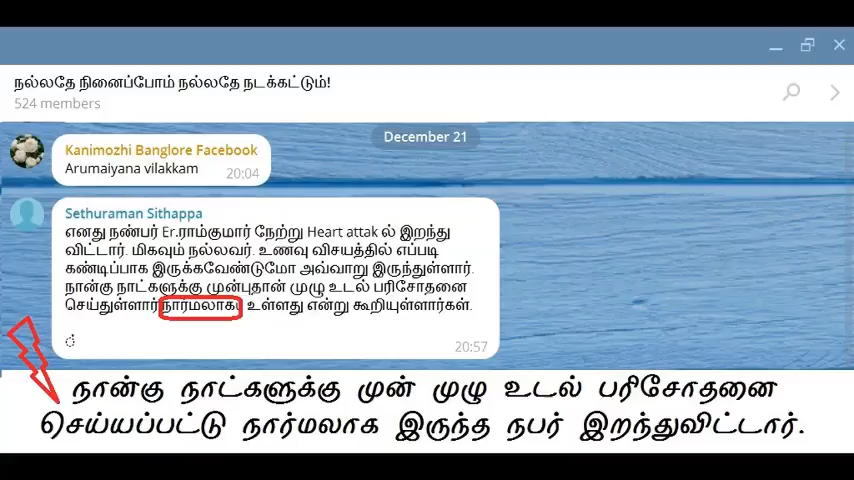 நல்லதே நினைப்போம் நல்லதே நடக்கட்டும்!
524 members
December 21
Kanimozhi Banglore Facebook
Arumaiyana vilakkam
20:04
Sethuraman Sithappa
எனது நண்பர் Er.ராம்குமார் நேற்று Heart attak ல் இறந்து
விட்டார். மிகவும் நல்லவர். உணவு விசயத்தில் எப்படி
கண்டிப்பாக இருக்கவேண்டுமோ அவ்வாறு இருந்துள்ளார்.
நான்கு நாட்களுக்கு முன்புதான் முழு உடல் பரிசோதனை
செய்துள்ளார் நார்மலாக உள்ளது என்று கூறியுள்ளார்கள்.
20:57
நான்கு நாட்களுக்கு முன் முழு உடல் பரிசோதனை
செய்யப்பட்டு நார்மலாக இருந்த நபர் இறந்துவிட்டார்.